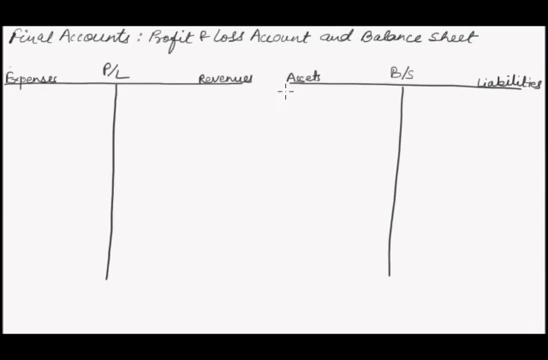 Final Accounts : Profit & Loss Account and Balance Sheet
Expenses P/L Revenues
Assets B/S Liabilities